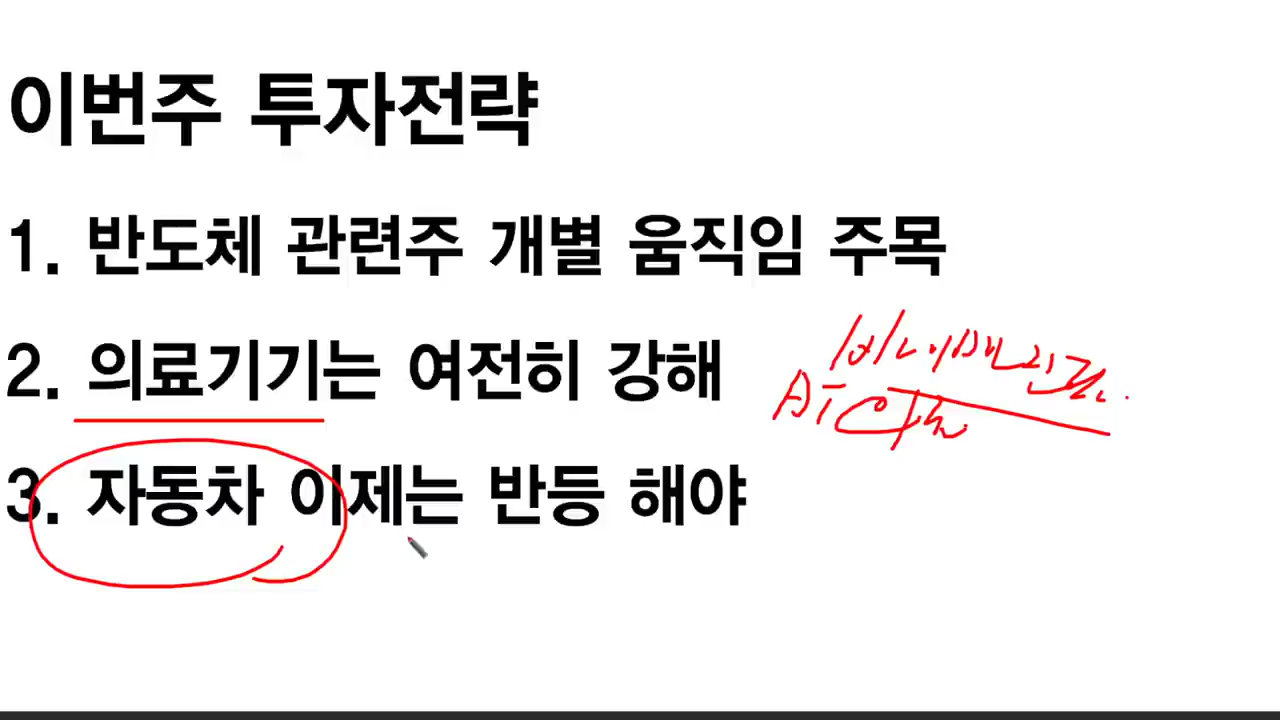 이번주 투자전략
1. 반도체 관련주 개별 움직임 주목
2. 의료기기는 여전히 강해
3. 자동차 이제는 반등 해야